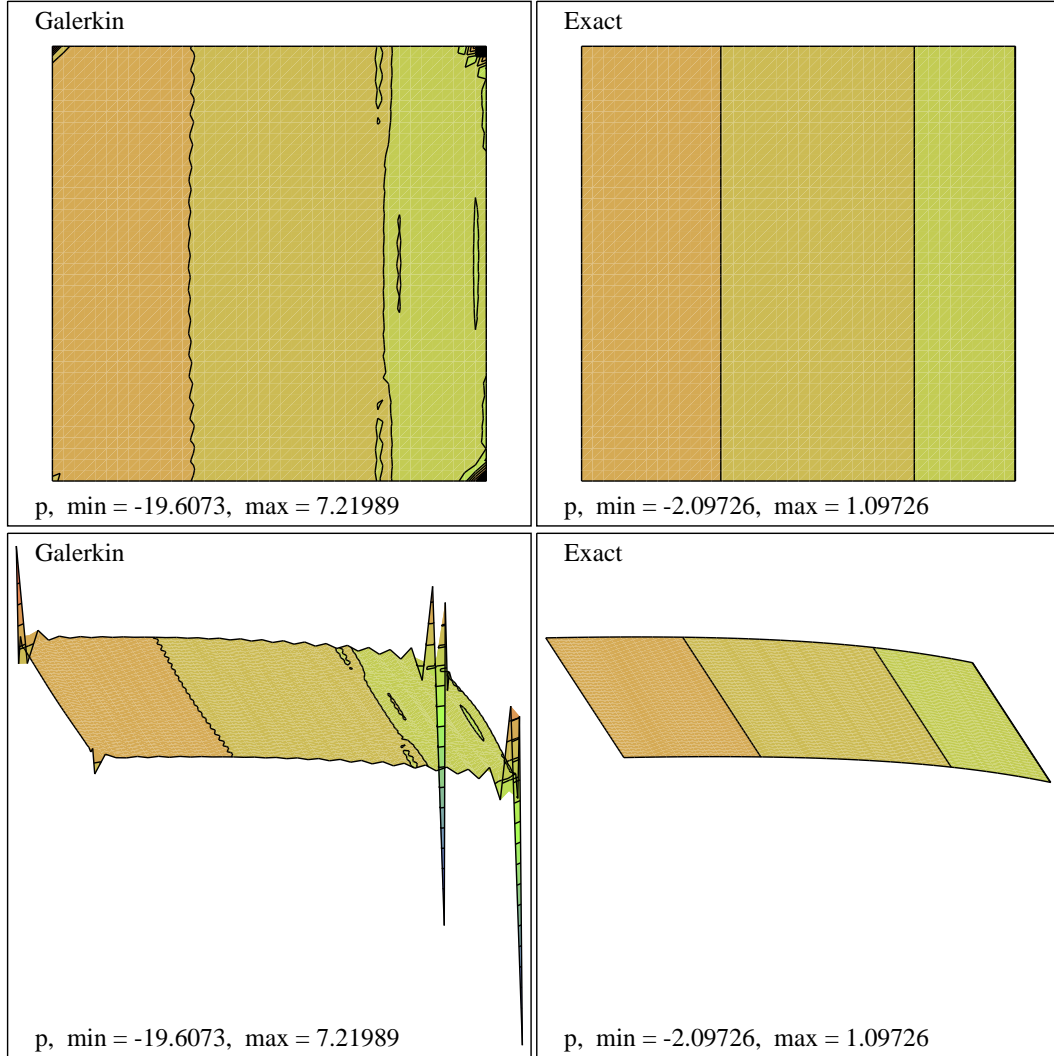 Galerkin
p, min = -19.6073, max = 7.21989
Exact
p, min = -2.09726, max = 1.09726
Galerkin
p, min = -19.6073, max = 7.21989
Exact
p, min = -2.09726, max = 1.09726